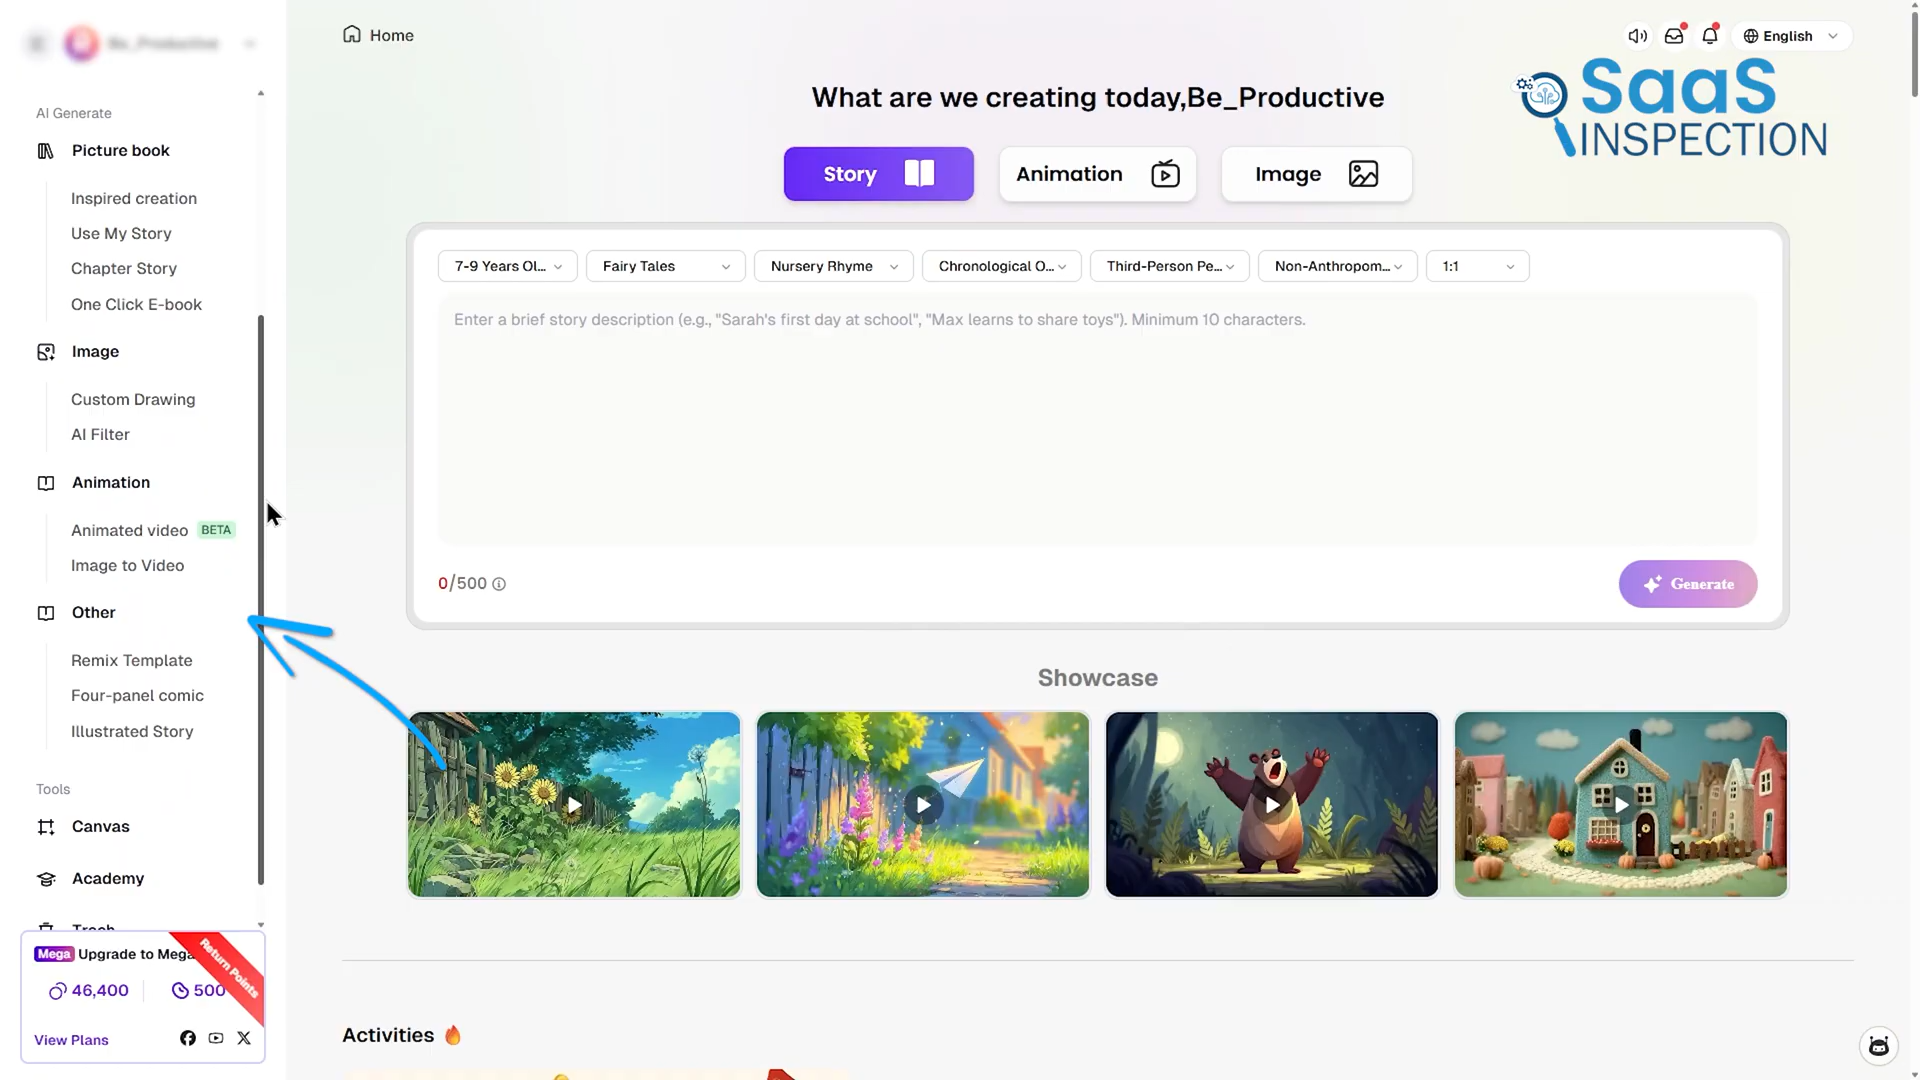 Be_Productive
AI Generate
Picture book
Inspired creation
Use My Story
Chapter Story
One Click E-book
Image
Custom Drawing
AI Filter
Animation
Animated video BETA
Image to Video
Other
Remix Template
Four-panel comic
Illustrated Story
Tools
Canvas
Academy
Trash
Mega Upgrade to Mega
Return Points
46,400 500
View Plans
Home
English
SaaS
INSPECTION
What are we creating today,Be_Productive
Story Animation Image
7-9 Years Ol... Fairy Tales Nursery Rhyme Chronological O... Third-Person Pe... Non-Anthropom... 1:1
Enter a brief story description (e.g., "Sarah's first day at school", "Max learns to share toys"). Minimum 10 characters.
0/500
Generate
Showcase
Activities